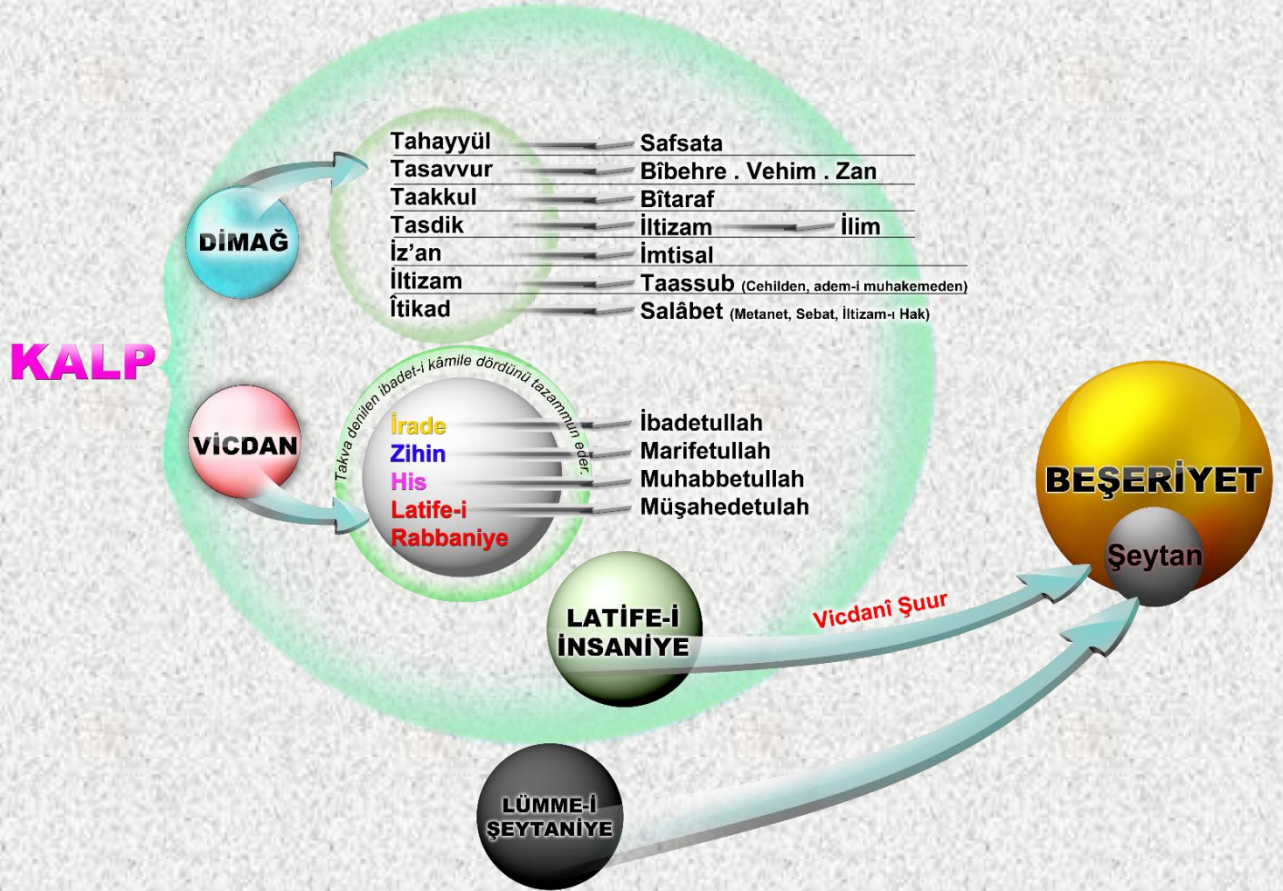 KALP
DİMAĞ
Tahayyül Safsata
Tasavvur Bîbehre . Vehim . Zan
Taakkul Bîtaraf
Tasdik İltizam İlim
İz'an İmtisal
İltizam Taassub (Cehilden, adem-i muhakemeden)
Îtikad Salâbet (Metanet, Sebat, İltizam-ı Hak)
VİCDAN
Takva denilen ibadet-i kâmile dördünü tazammun eder.
İrade İbadetullah
Zihin Marifetullah
His Muhabbetullah
Latife-i Müşahedetulah
Rabbaniye
LATİFE-İ
İNSANİYE
Vicdanî Şuur
BEŞERİYET
Şeytan
LÜMME-İ
ŞEYTANİYE